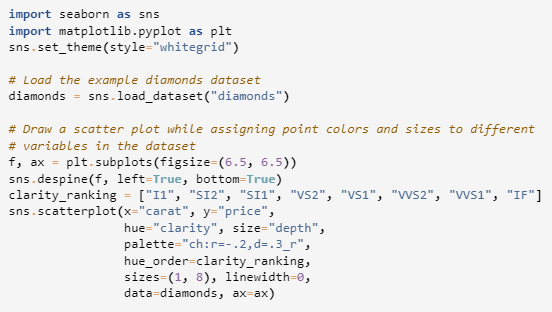 import seaborn as sns
import matplotlib.pyplot as plt
sns.set_theme(style="whitegrid")
# Load the example diamonds dataset
diamonds = sns.load_dataset("diamonds")
# Draw a scatter plot while assigning point colors and sizes to different
# variables in the dataset
f, ax = plt.subplots(figsize=(6.5, 6.5))
sns.despine(f, left=True, bottom=True)
clarity_ranking = ["I1", "SI2", "SI1", "VS2", "VS1", "VVS2", "VVS1", "IF"]
sns.scatterplot(x="carat", y="price",
                hue="clarity", size="depth",
                palette="ch:r=-.2,d=.3_r",
                hue_order=clarity_ranking,
                sizes=(1, 8), linewidth=0,
                data=diamonds, ax=ax)